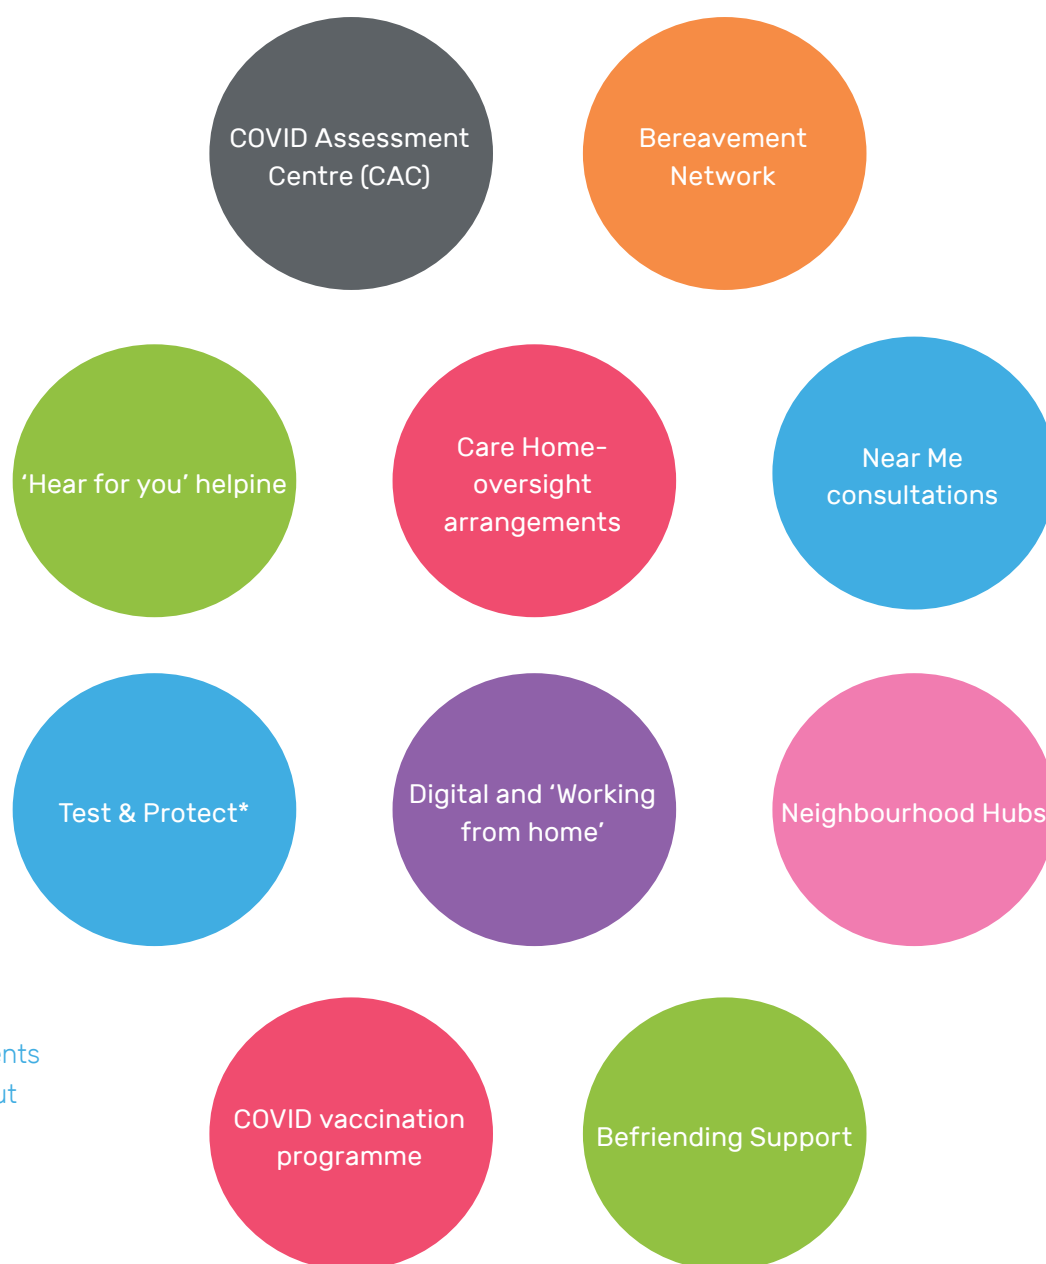 COVID Assessment
Centre (CAC)
Bereavement
Network
‘Hear for you’ helpine
Care Home-
oversight
arrangements
Near Me
consultations
Test & Protect*
Digital and ‘Working
from home’
Neighbourhood Hubs
COVID vaccination
programme
Befriending Support